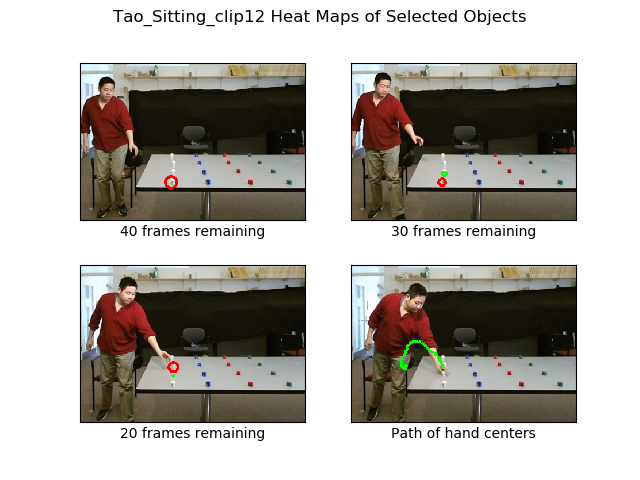 Tao_Sitting_clip12 Heat Maps of Selected Objects
40 frames remaining
30 frames remaining
20 frames remaining
Path of hand centers